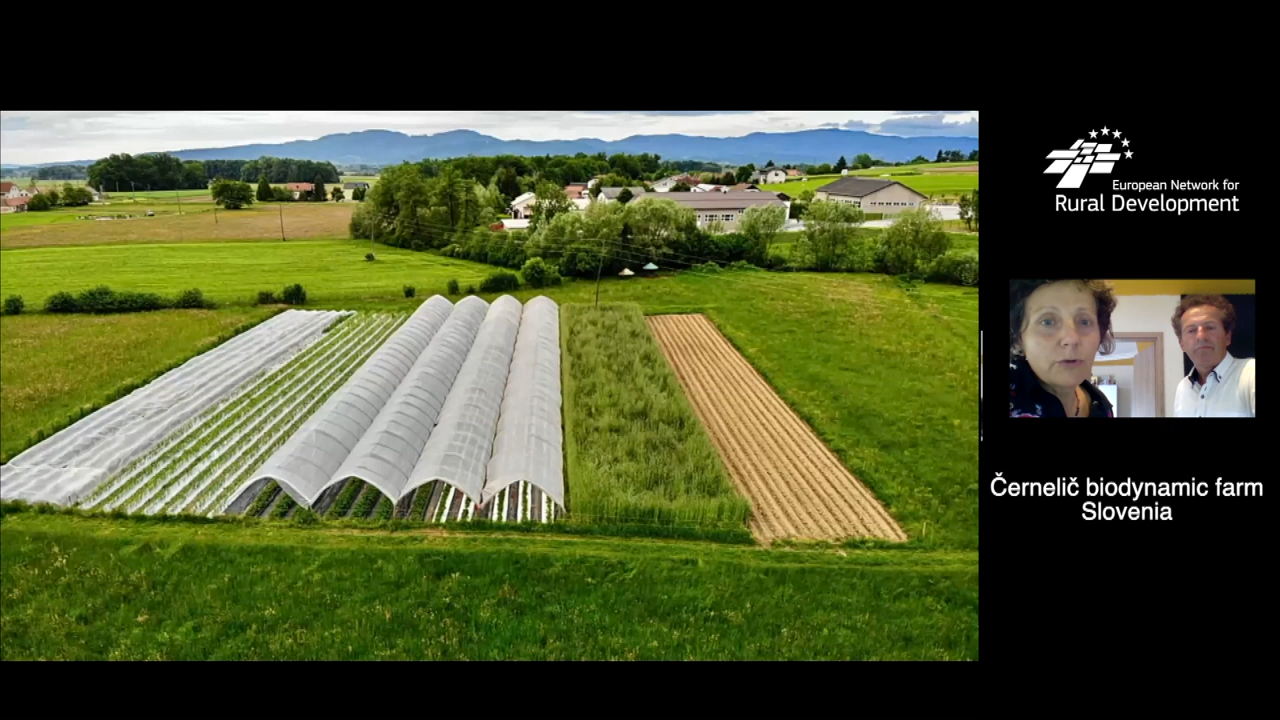 European Network for
Rural Development
Černelič biodynamic farm
Slovenia